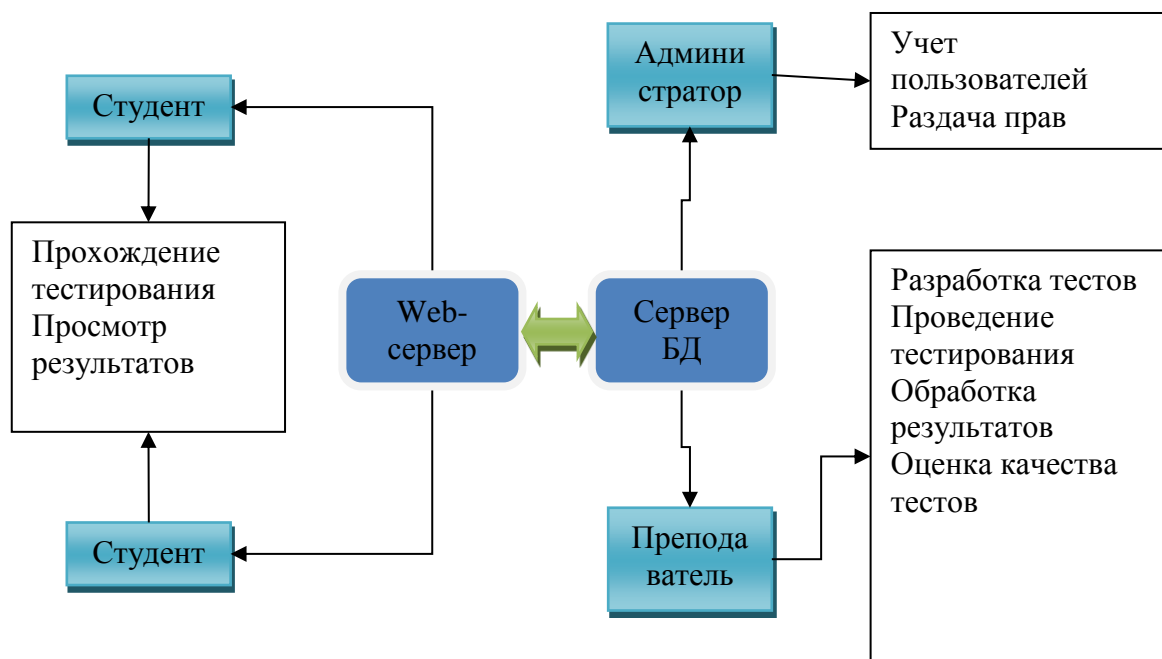 Студент
Прохождение
тестирования
Просмотр
результатов
Студент
Web-
сервер
Сервер
БД
Админи
стратор
Учет
пользователей
Раздача прав
Препода
ватель
Разработка тестов
Проведение
тестирования
Обработка
результатов
Оценка качества
тестов